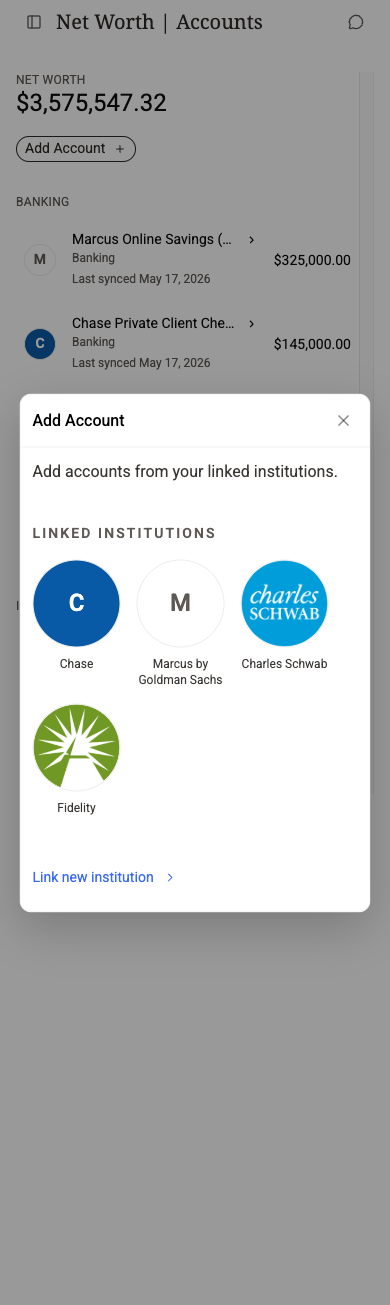 Net Worth | Accounts
NET WORTH
$3,575,547.32
Add Account +
BANKING
M
Marcus Online Savings (...
Banking
Last synced May 17, 2026
$325,000.00
C
Chase Private Client Che...
Banking
Last synced May 17, 2026
$145,000.00
Add Account
Add accounts from your linked institutions.
LINKED INSTITUTIONS
C
M
charles
SCHWAB
Chase
Marcus by
Goldman Sachs
Charles Schwab
Fidelity
Link new institution